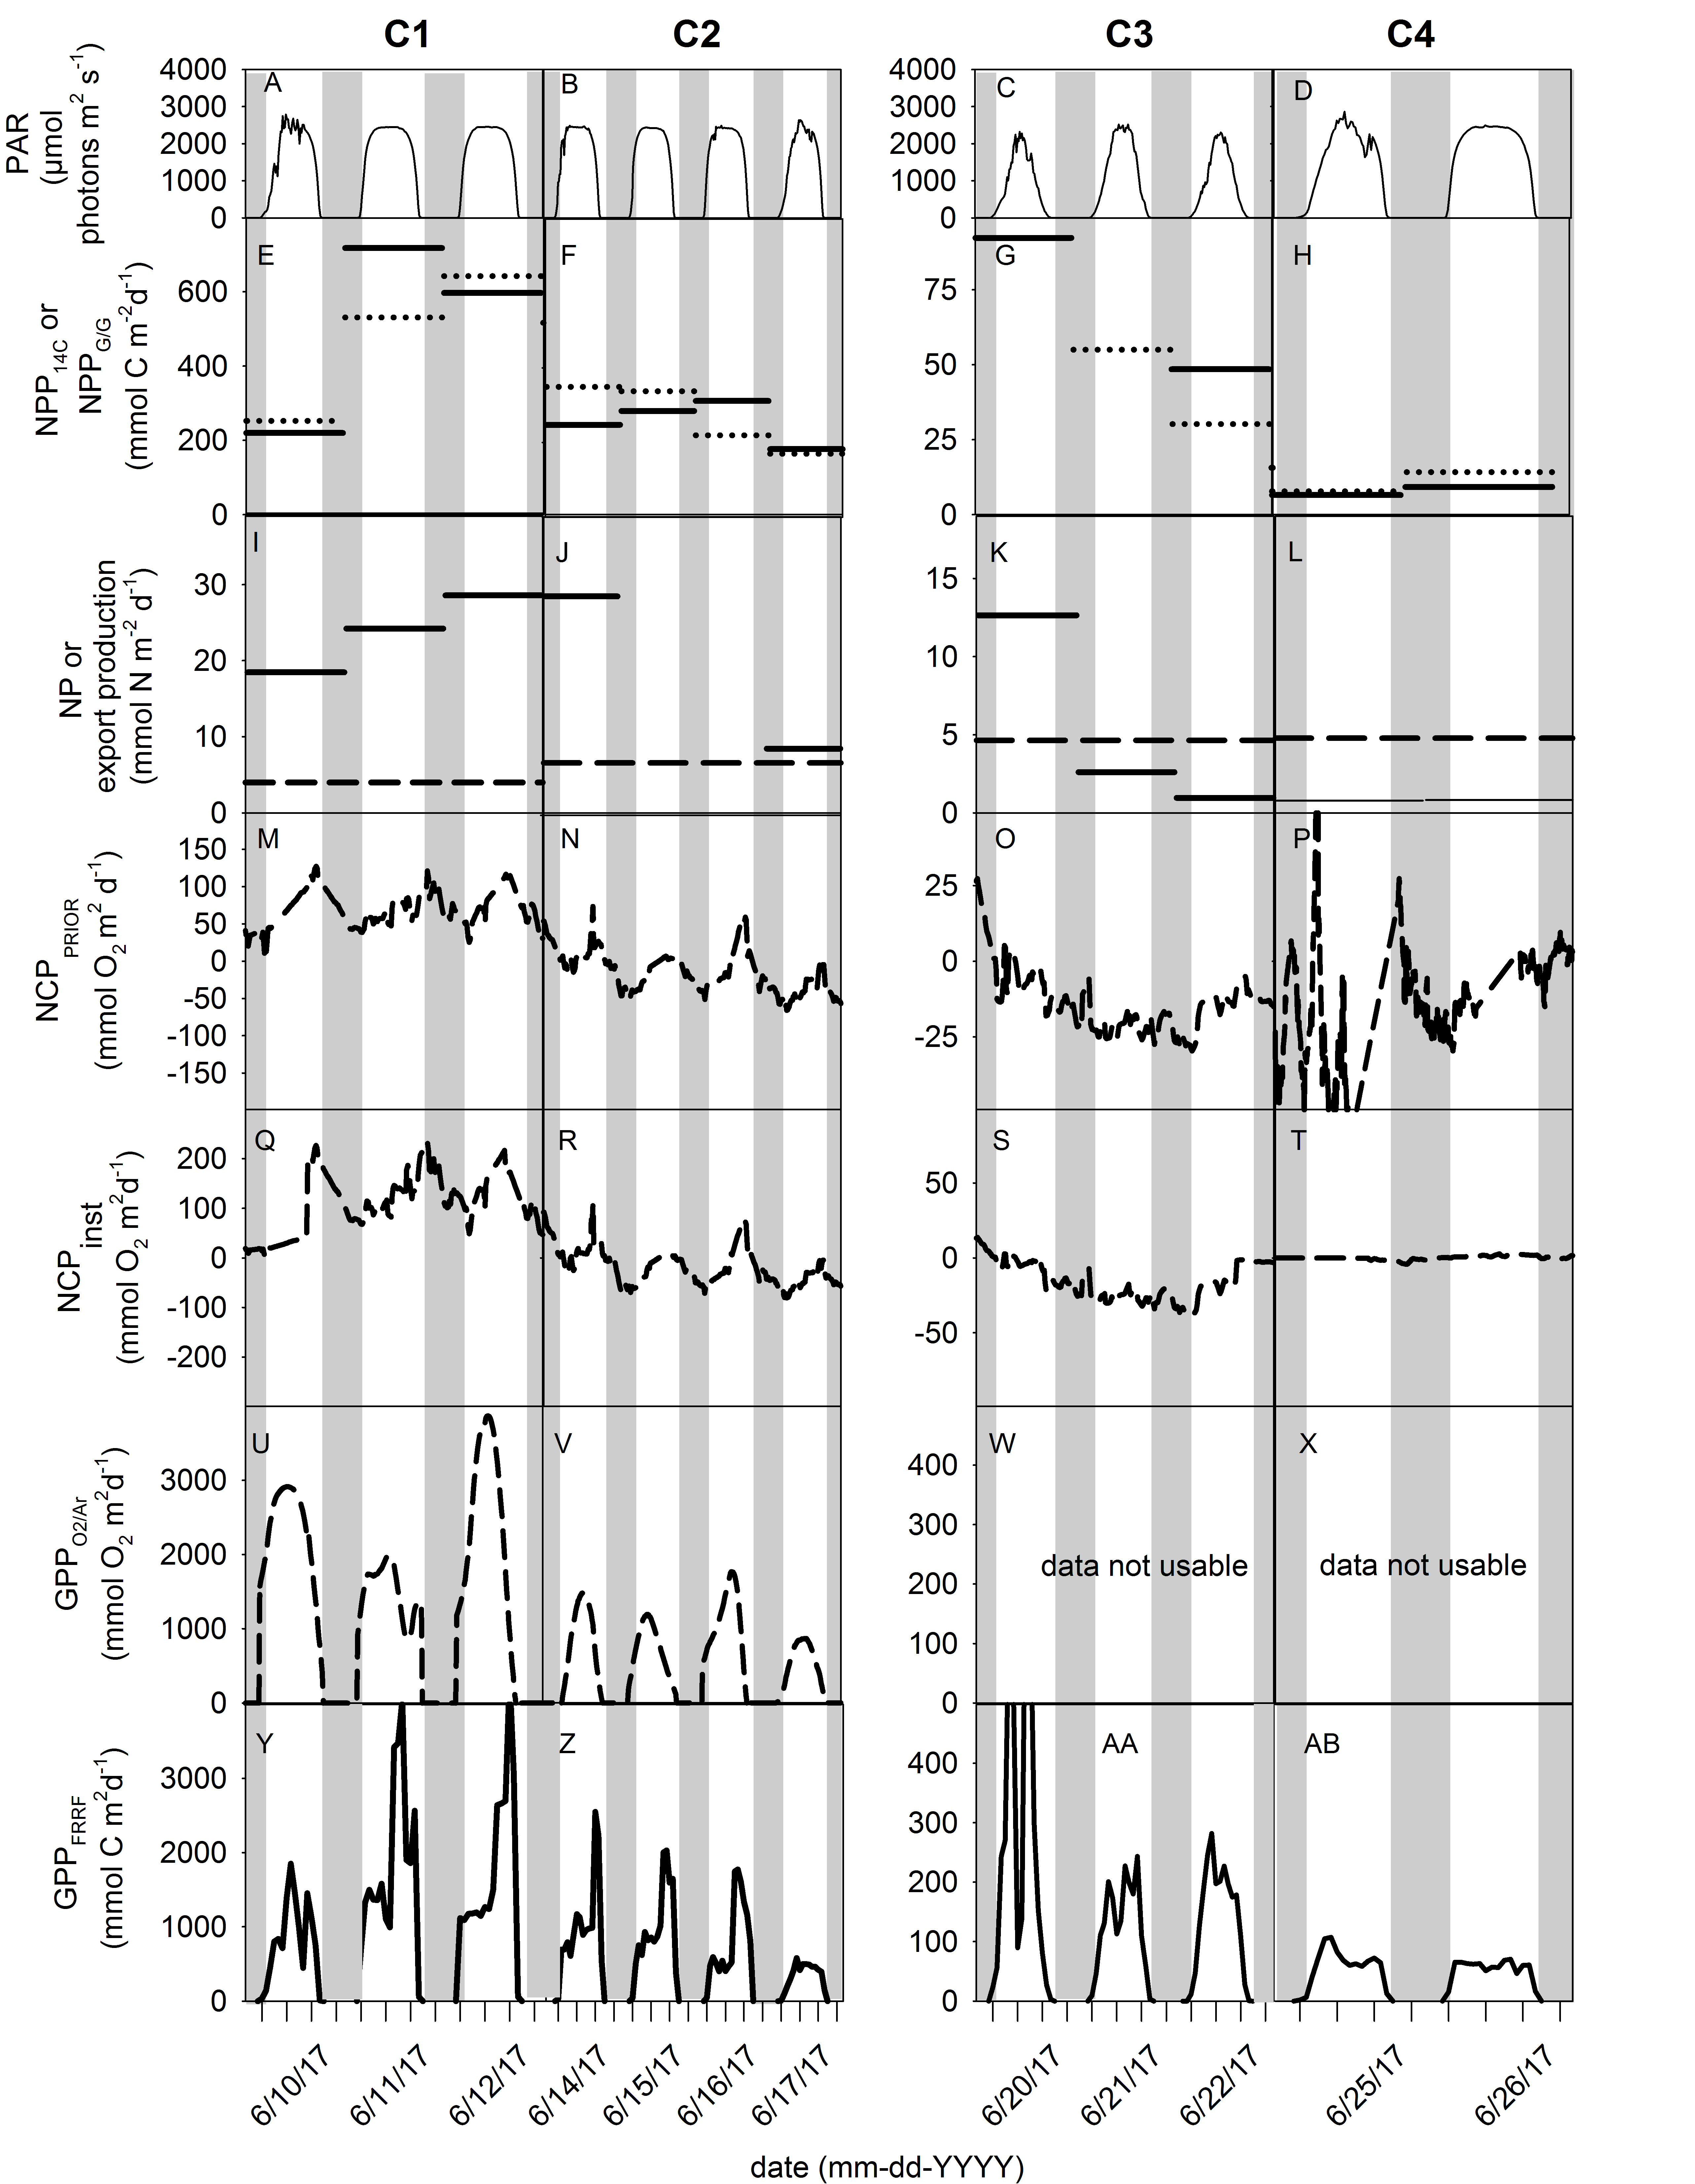 C1 C2 C3 C4
PAR
(µmol
photons m² s⁻¹)
4000
3000
2000
1000
0
A
B
4000
3000
2000
1000
0
C
D
NPP14C or
NPPG/G
(mmol C m⁻²d⁻¹)
600
400
200
0
E
F
75
50
25
0
G
H
NP or
export production
(mmol N m⁻² d⁻¹)
30
20
10
0
I
J
15
10
5
0
K
L
NCPPRIOR
(mmol O₂ m² d⁻¹)
150
100
50
0
-50
-100
-150
M
N
25
0
-25
O
P
NCPinst
(mmol O₂ m²d⁻¹)
200
100
0
-100
-200
Q
R
50
0
-50
S
T
GPPO2/Ar
(mmol O₂ m²d⁻¹)
3000
2000
1000
0
U
V
400
300
200
100
0
W
data not usable
X
data not usable
GPPFRRF
(mmol C m²d⁻¹)
3000
2000
1000
0
Y
Z
400
300
200
100
0
AA
AB
6/10/17 6/11/17 6/12/17 6/14/17 6/15/17 6/16/17 6/17/17 6/20/17 6/21/17 6/22/17 6/25/17 6/26/17
date (mm-dd-YYYY)